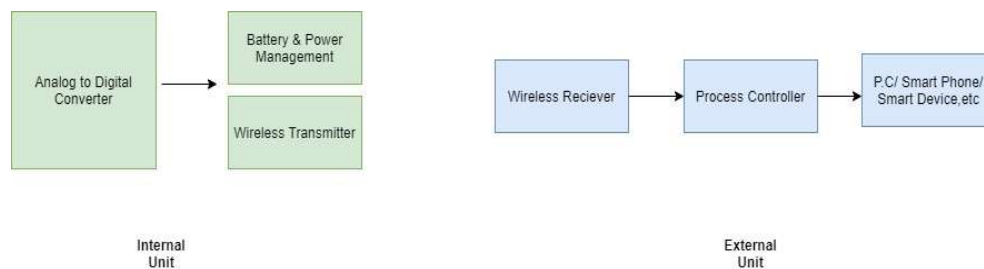 Analog to Digital
Converter
Battery & Power
Management
Wireless Transmitter
Wireless Reciever
Process Controller
P.C/ Smart Phone/
Smart Device,etc
Internal
Unit
External
Unit